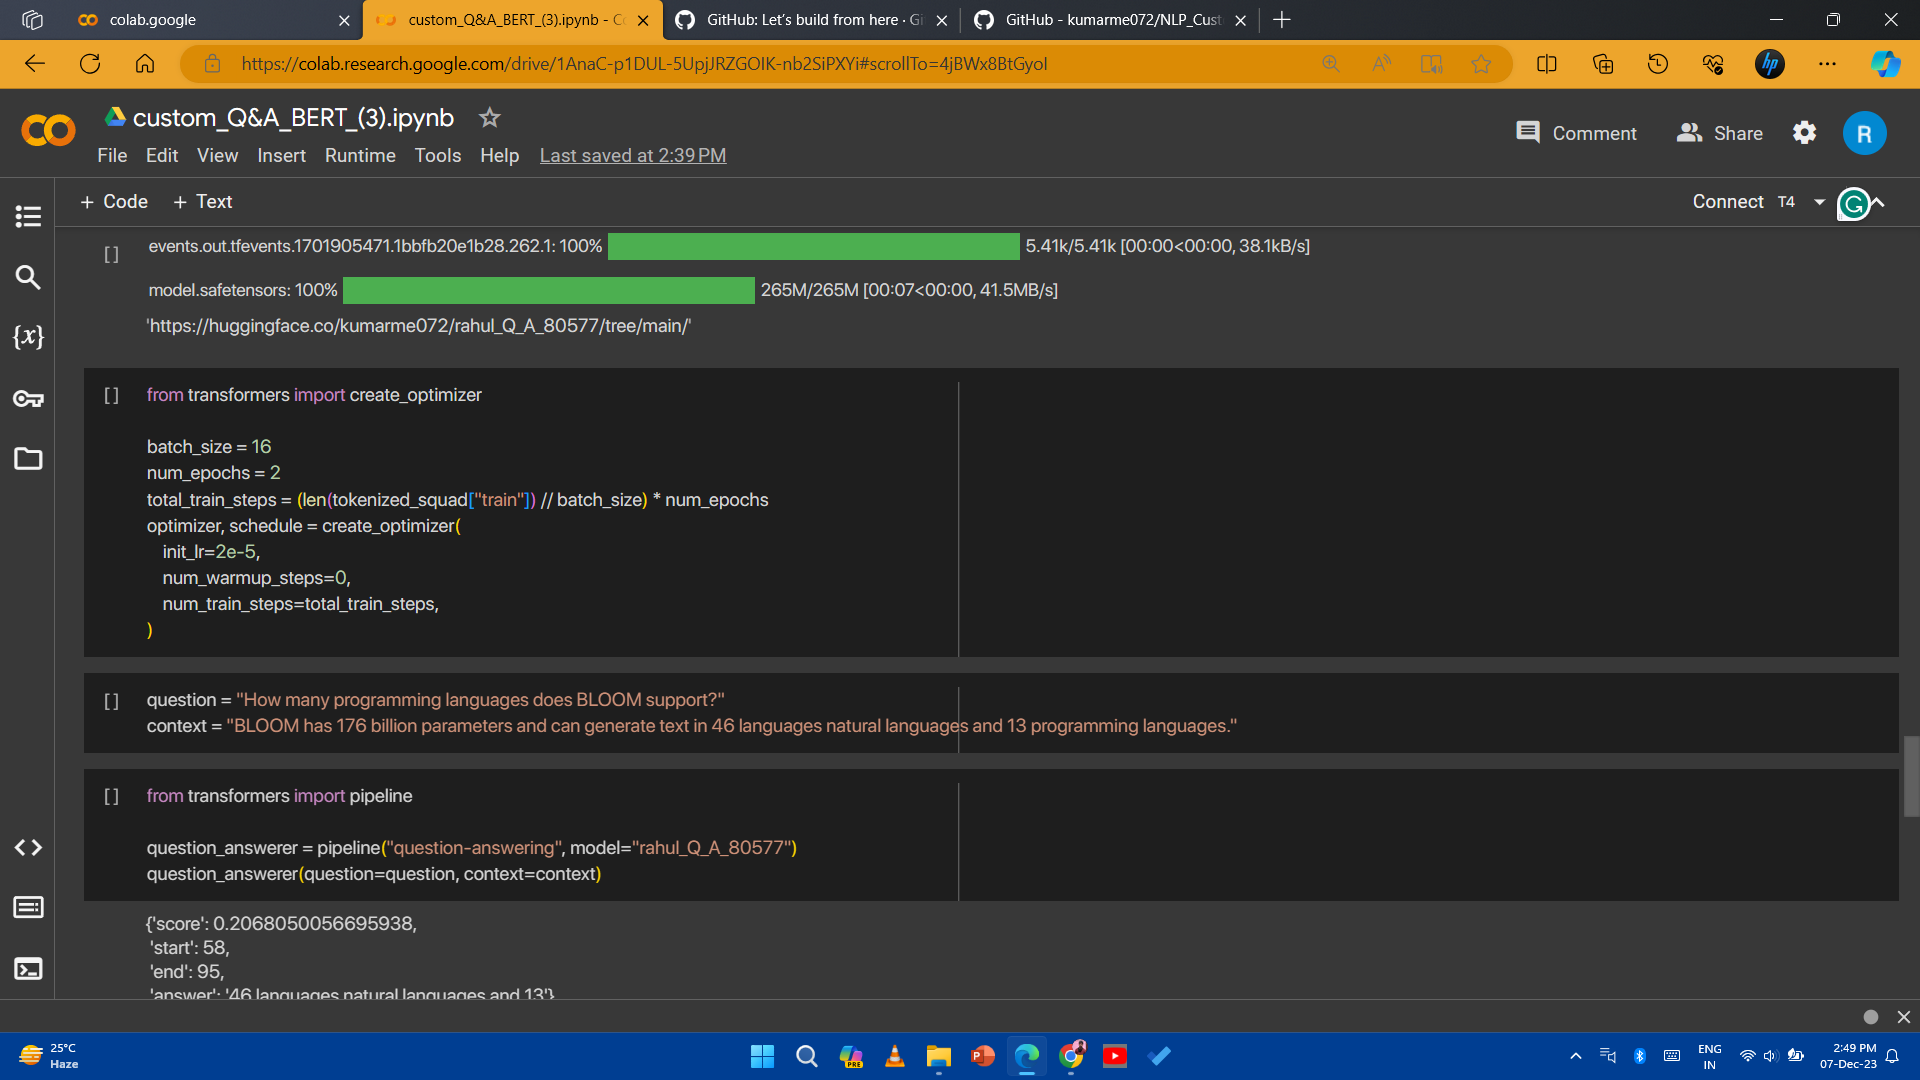 colab.google
custom_Q&A_BERT_(3).ipynb - Co
GitHub: Let's build from here · Gi
GitHub - kumarme072/NLP_Cust
https://colab.research.google.com/drive/1AnaC-p1DUL-5UpjJRZGOIK-nb2SiPXYi#scrollTo=4jBWx8BtGyoI
custom_Q&A_BERT_(3).ipynb
Comment
Share
R
File Edit View Insert Runtime Tools Help Last saved at 2:39 PM
+ Code + Text
Connect T4
[ ] events.out.tfevents.1701905471.1bbfb20e1b28.262.1: 100% 5.41k/5.41k [00:00<00:00, 38.1kB/s]
model.safetensors: 100% 265M/265M [00:07<00:00, 41.5MB/s]
'https://huggingface.co/kumarme072/rahul_Q_A_80577/tree/main/'
[ ] from transformers import create_optimizer
batch_size = 16
num_epochs = 2
total_train_steps = (len(tokenized_squad["train"]) // batch_size) * num_epochs
optimizer, schedule = create_optimizer(
init_lr=2e-5,
num_warmup_steps=0,
num_train_steps=total_train_steps,
)
[ ] question = "How many programming languages does BLOOM support?"
context = "BLOOM has 176 billion parameters and can generate text in 46 languages natural languages and 13 programming languages."
[ ] from transformers import pipeline
question_answerer = pipeline("question-answering", model="rahul_Q_A_80577")
question_answerer(question=question, context=context)
{'score': 0.2068050056695938,
'start': 58,
'end': 95,
'answer': '46 languages natural languages and 13'}
25°C
Haze
ENG
IN
2:49 PM
07-Dec-23